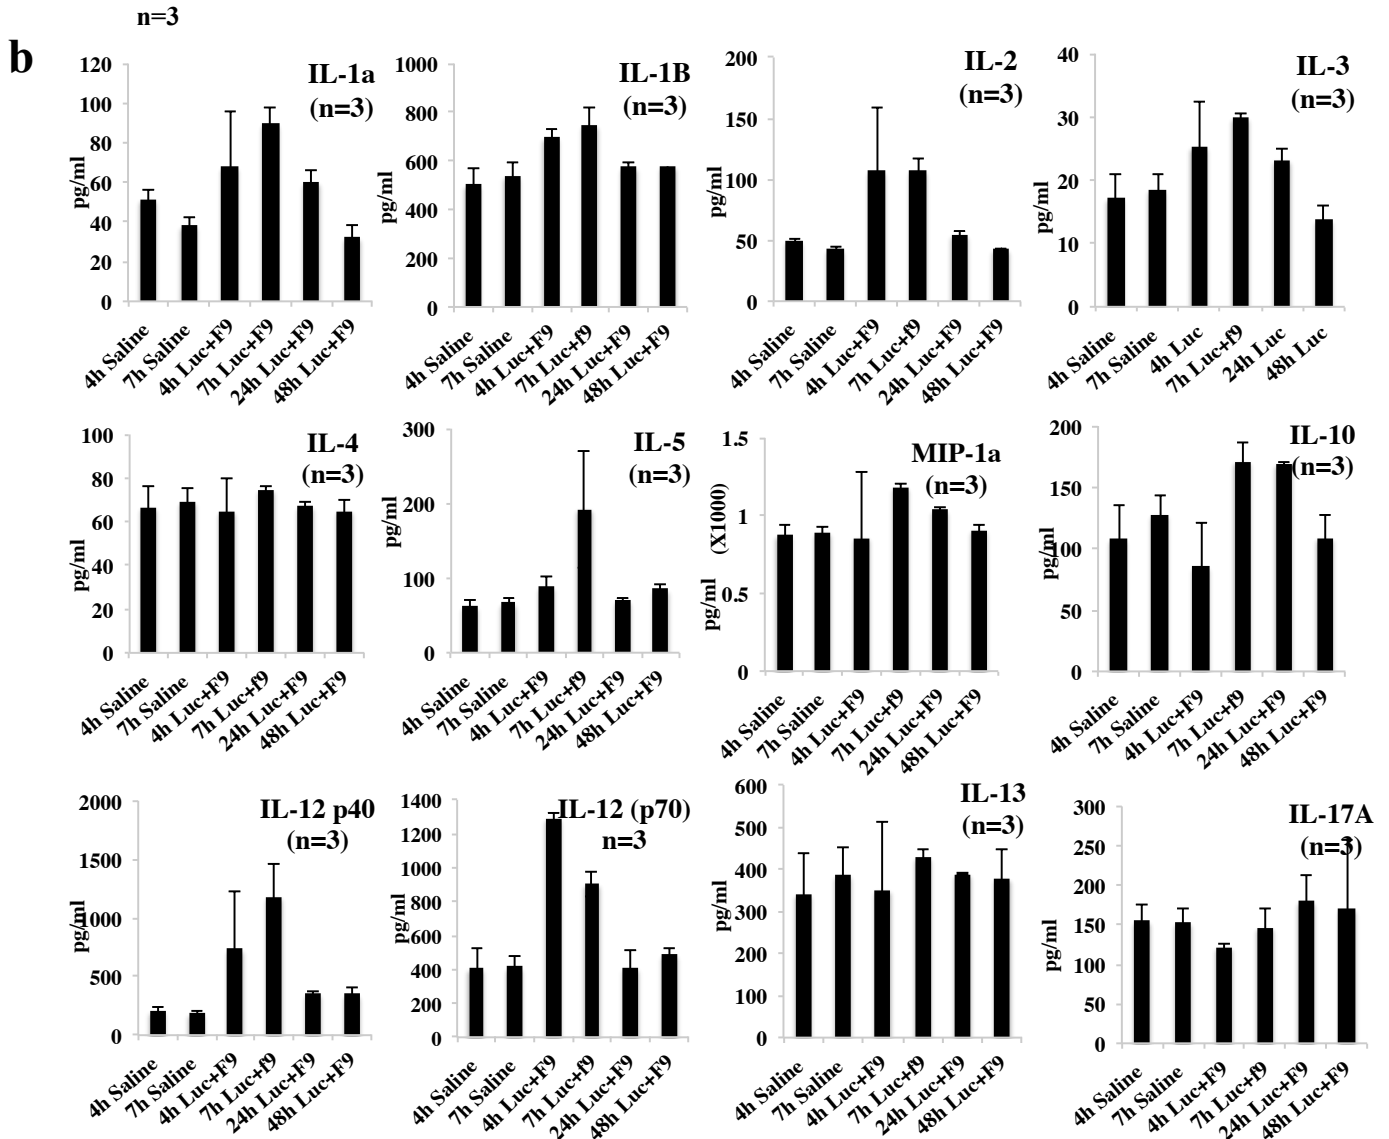 n=3
b
IL-1a
(n=3)
pg/ml
120
100
80
60
40
20
0
4h Saline
7h Saline
4h Luc+F9
7h Luc+F9
24h Luc+F9
48h Luc+F9
IL-1B
(n=3)
pg/ml
1000
800
600
400
200
0
4h Saline
7h Saline
4h Luc+F9
7h Luc+f9
24h Luc+F9
48h Luc+F9
IL-2
(n=3)
pg/ml
200
150
100
50
0
4h Saline
7h Saline
4h Luc+F9
7h Luc+F9
24h Luc+F9
48h Luc+F9
IL-3
(n=3)
pg/ml
40
30
20
10
0
4h Saline
7h Saline
4h Luc
7h Luc+f9
24h Luc
48h Luc
IL-4
(n=3)
pg/ml
100
80
60
40
20
0
4h Saline
7h Saline
4h Luc+F9
7h Luc+f9
24h Luc+F9
48h Luc+F9
IL-5
(n=3)
pg/ml
300
200
100
0
4h Saline
7h Saline
4h Luc+F9
7h Luc+f9
24h Luc+F9
48h Luc+F9
MIP-1a
(n=3)
pg/ml (X1000)
1.5
1
0.5
0
4h Saline
7h Saline
4h Luc+F9
7h Luc+f9
24h Luc+F9
48h Luc+F9
IL-10
(n=3)
pg/ml
200
150
100
50
0
4h Saline
7h Saline
4h Luc+F9
7h Luc+f9
24h Luc+F9
48h Luc+F9
IL-12 p40
(n=3)
pg/ml
2000
1500
1000
500
0
4h Saline
7h Saline
4h Luc+F9
7h Luc+f9
24h Luc+F9
48h Luc+F9
IL-12 (p70)
n=3
pg/ml
1400
1200
1000
800
600
400
200
0
4h Saline
7h Saline
4h Luc+F9
7h Luc+f9
24h Luc+F9
48h Luc+F9
IL-13
(n=3)
pg/ml
600
500
400
300
200
100
0
4h Saline
7h Saline
4h Luc+F9
7h Luc+f9
24h Luc+F9
48h Luc+F9
IL-17A
(n=3)
pg/ml
300
250
200
150
100
50
0
4h Saline
7h Saline
4h Luc+F9
7h Luc+f9
24h Luc+F9
48h Luc+F9